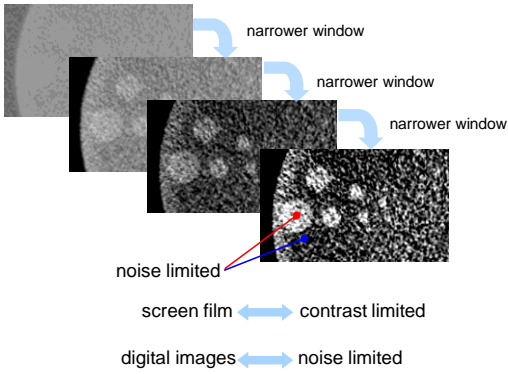 narrower window
narrower window
narrower window
noise limited
screen film contrast limited
digital images noise limited